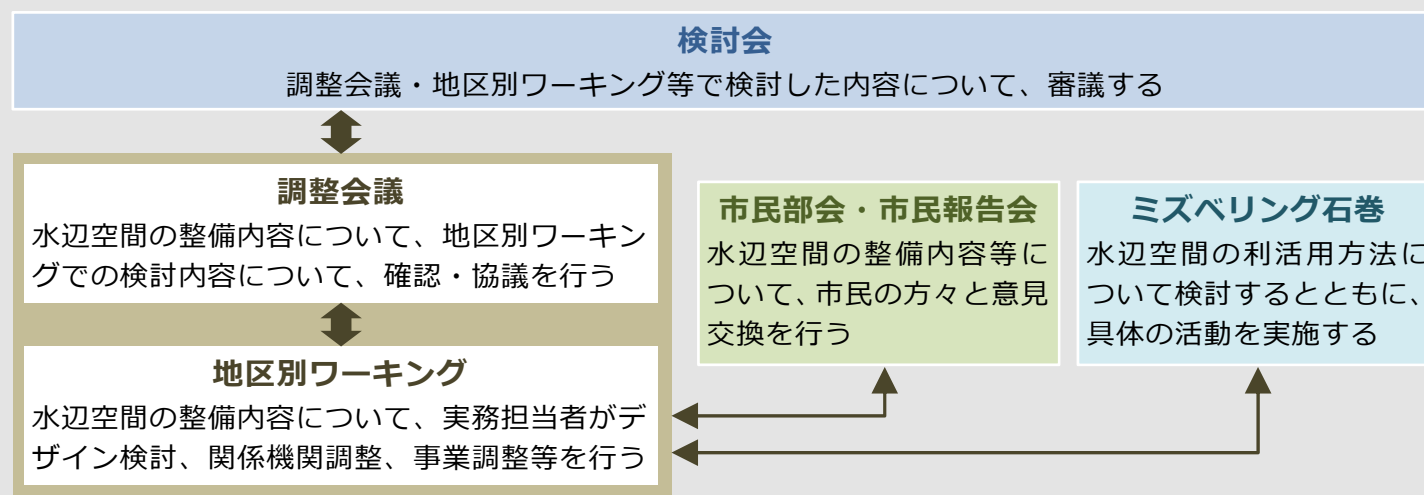 検討会
調整会議・地区別ワーキング等で検討した内容について、審議する
調整会議
水辺空間の整備内容について、地区別ワーキン
グでの検討内容について、確認・協議を行う
地区別ワーキング
水辺空間の整備内容について、実務担当者がデ
ザイン検討、関係機関調整、事業調整等を行う
市民部会・市民報告会
水辺空間の整備内容等に
ついて、市民の方々と意見
交換を行う
ミズベリング石巻
水辺空間の利活用方法に
ついて検討するとともに、
具体の活動を実施する